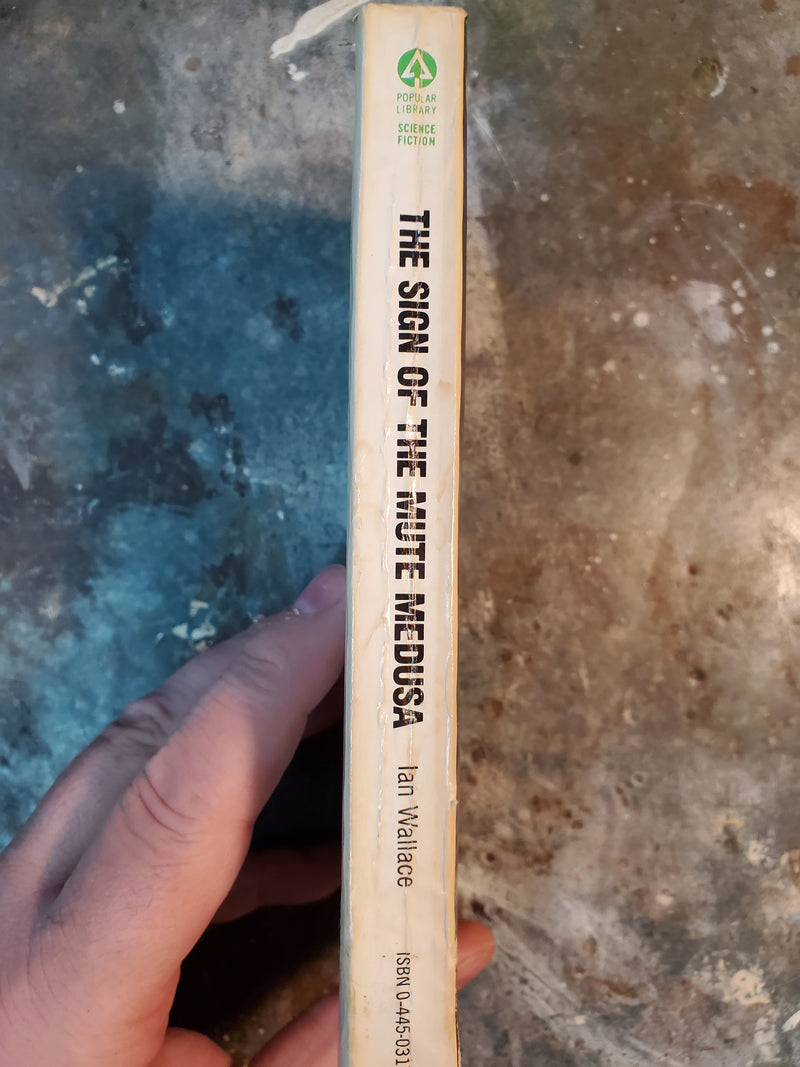 POPULAR
LIBRARY
SCIENCE
FICTION
THE SIGN OF THE MUTE MEDUSA
Ian Wallace
ISBN 0-445-031